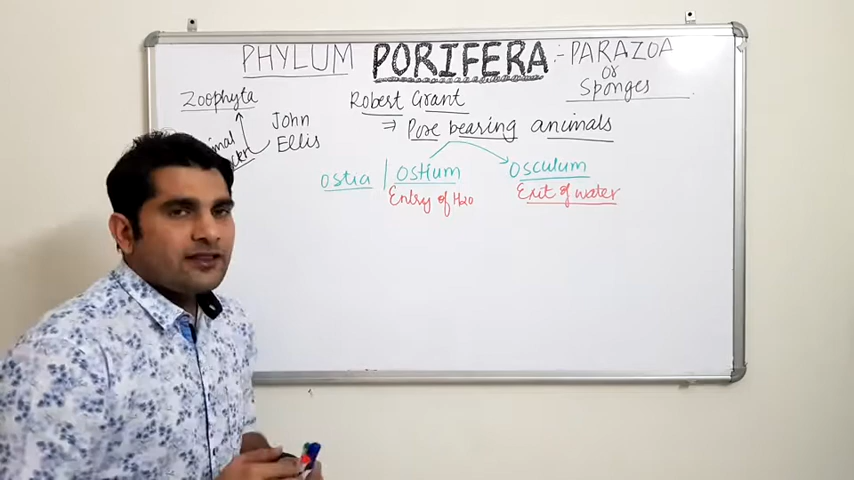 PHYLUM PORIFERA :- PARAZOA
or
Sponges
Zoophyta
John
Ellis
Robert Grant
⇒ Pore bearing animals
Ostia / Ostium
Osculum
Entry of H2O
Exit of water